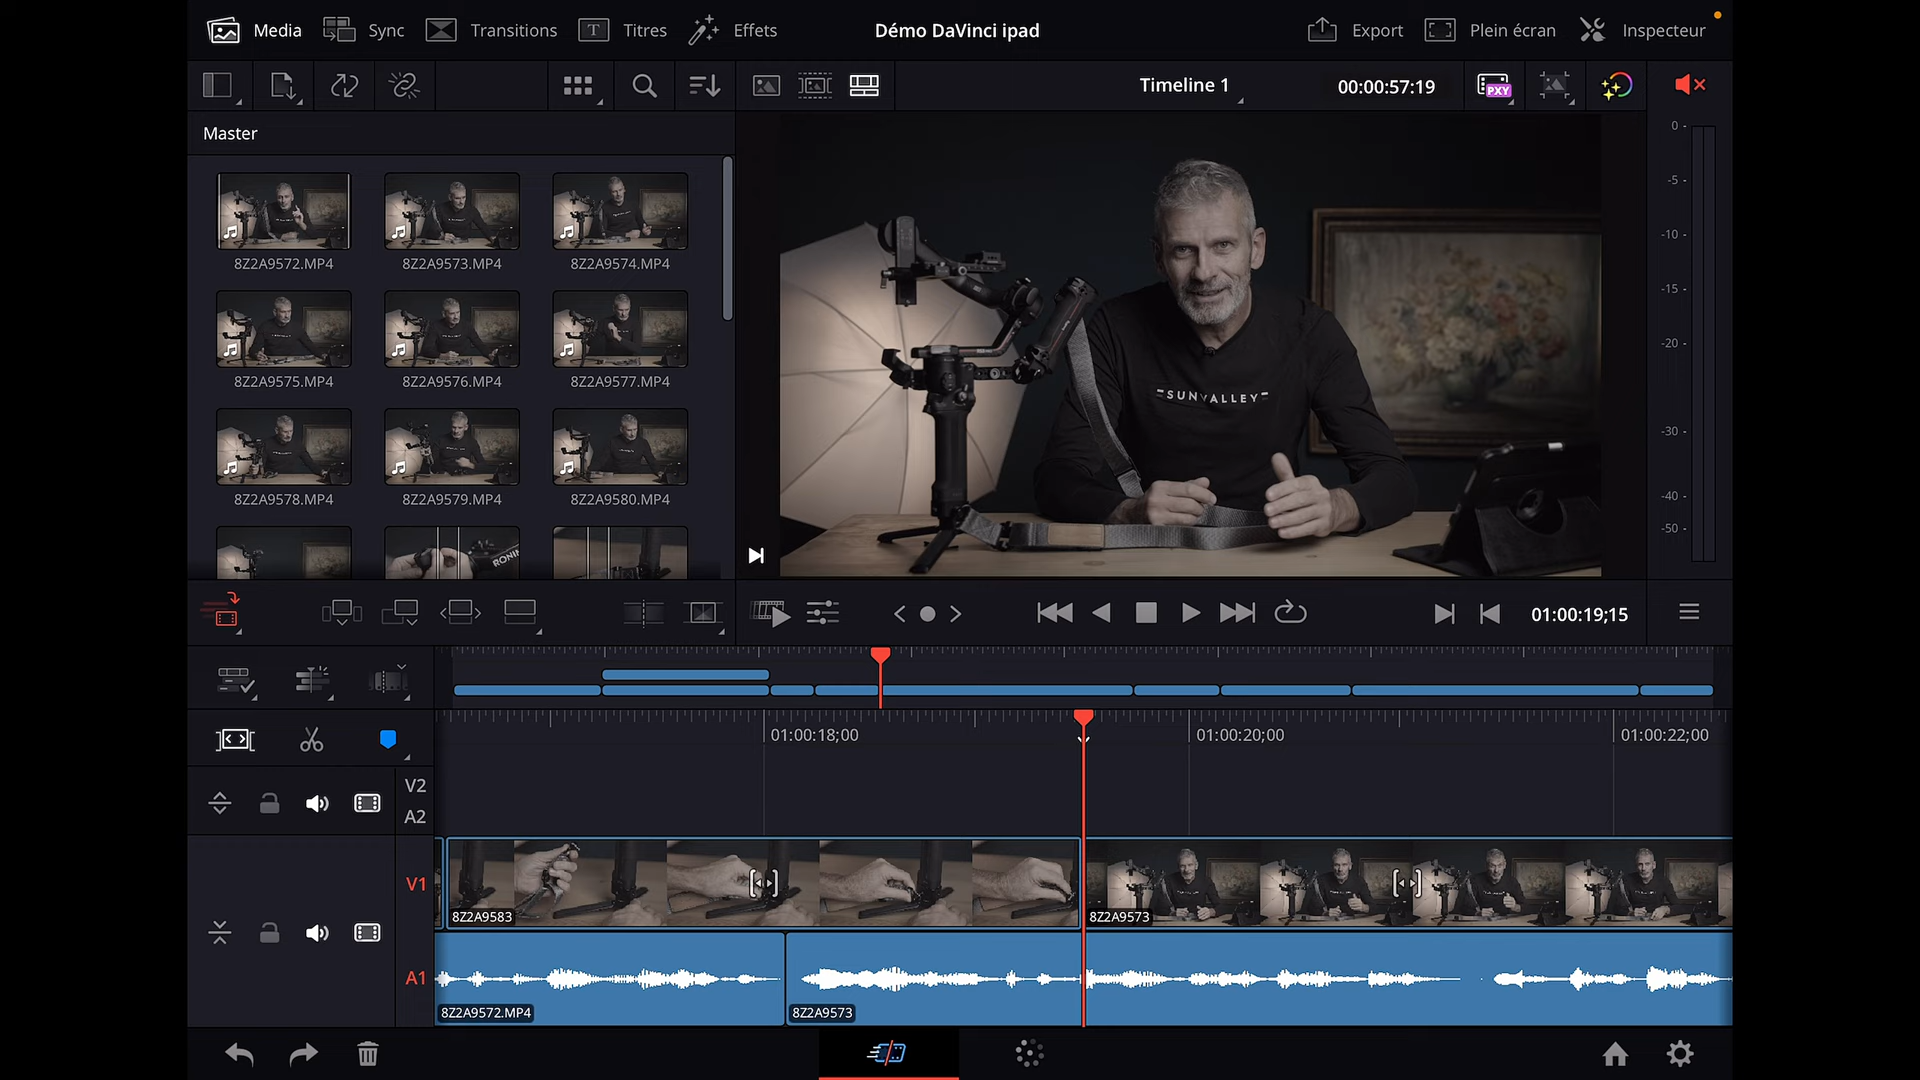 Media
Sync
Transitions
T
Titres
Effets
Démo DaVinci ipad
Export
Plein écran
Inspecteur
Timeline 1
00:00:57:19
PXY
Master
8Z2A9572.MP4
8Z2A9573.MP4
8Z2A9574.MP4
8Z2A9575.MP4
8Z2A9576.MP4
8Z2A9577.MP4
8Z2A9578.MP4
8Z2A9579.MP4
8Z2A9580.MP4
RONIN
SUNVALLEY
0
-5
-10
-15
-20
-30
-40
-50
01:00:19;15
01:00:18;00
01:00:20;00
01:00:22;00
V2
A2
V1
8Z2A9583
8Z2A9573
A1
8Z2A9572.MP4
8Z2A9573